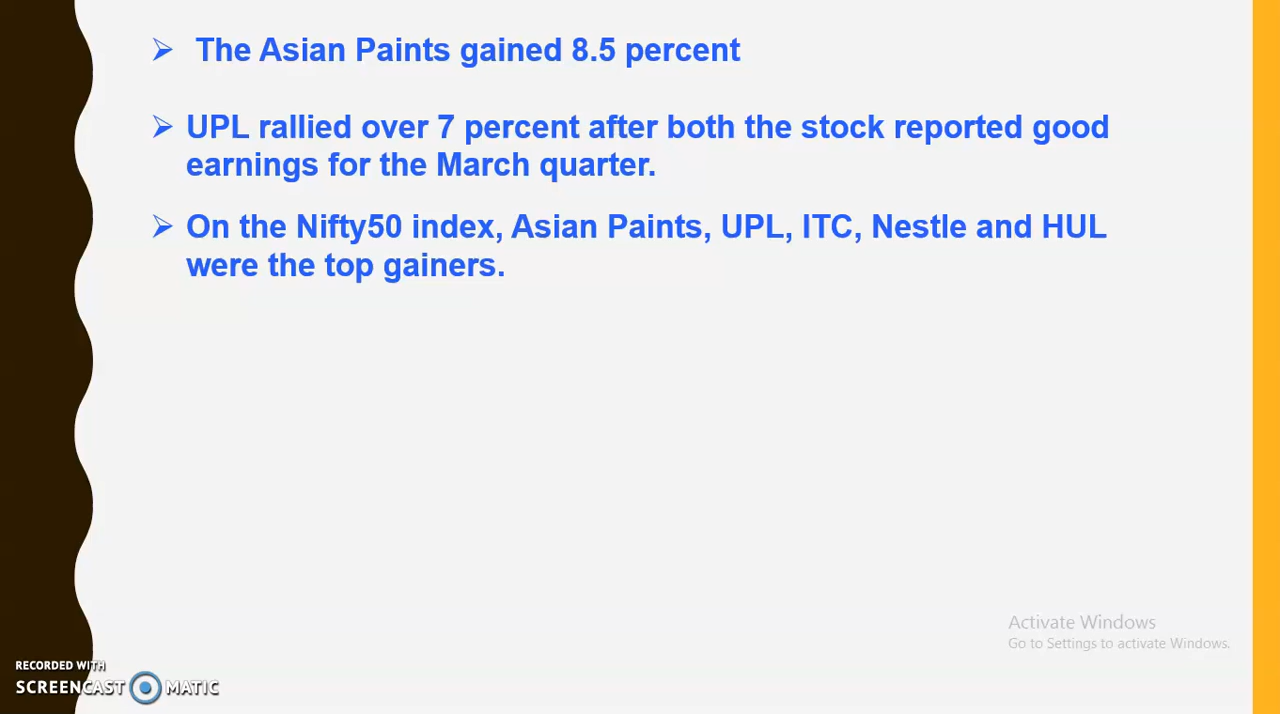 The Asian Paints gained 8.5 percent
UPL rallied over 7 percent after both the stock reported good
earnings for the March quarter.
On the Nifty50 index, Asian Paints, UPL, ITC, Nestle and HUL
were the top gainers.
Activate Windows
Go to Settings to activate Windows.
RECORDED WITH
SCREENCAST MATIC